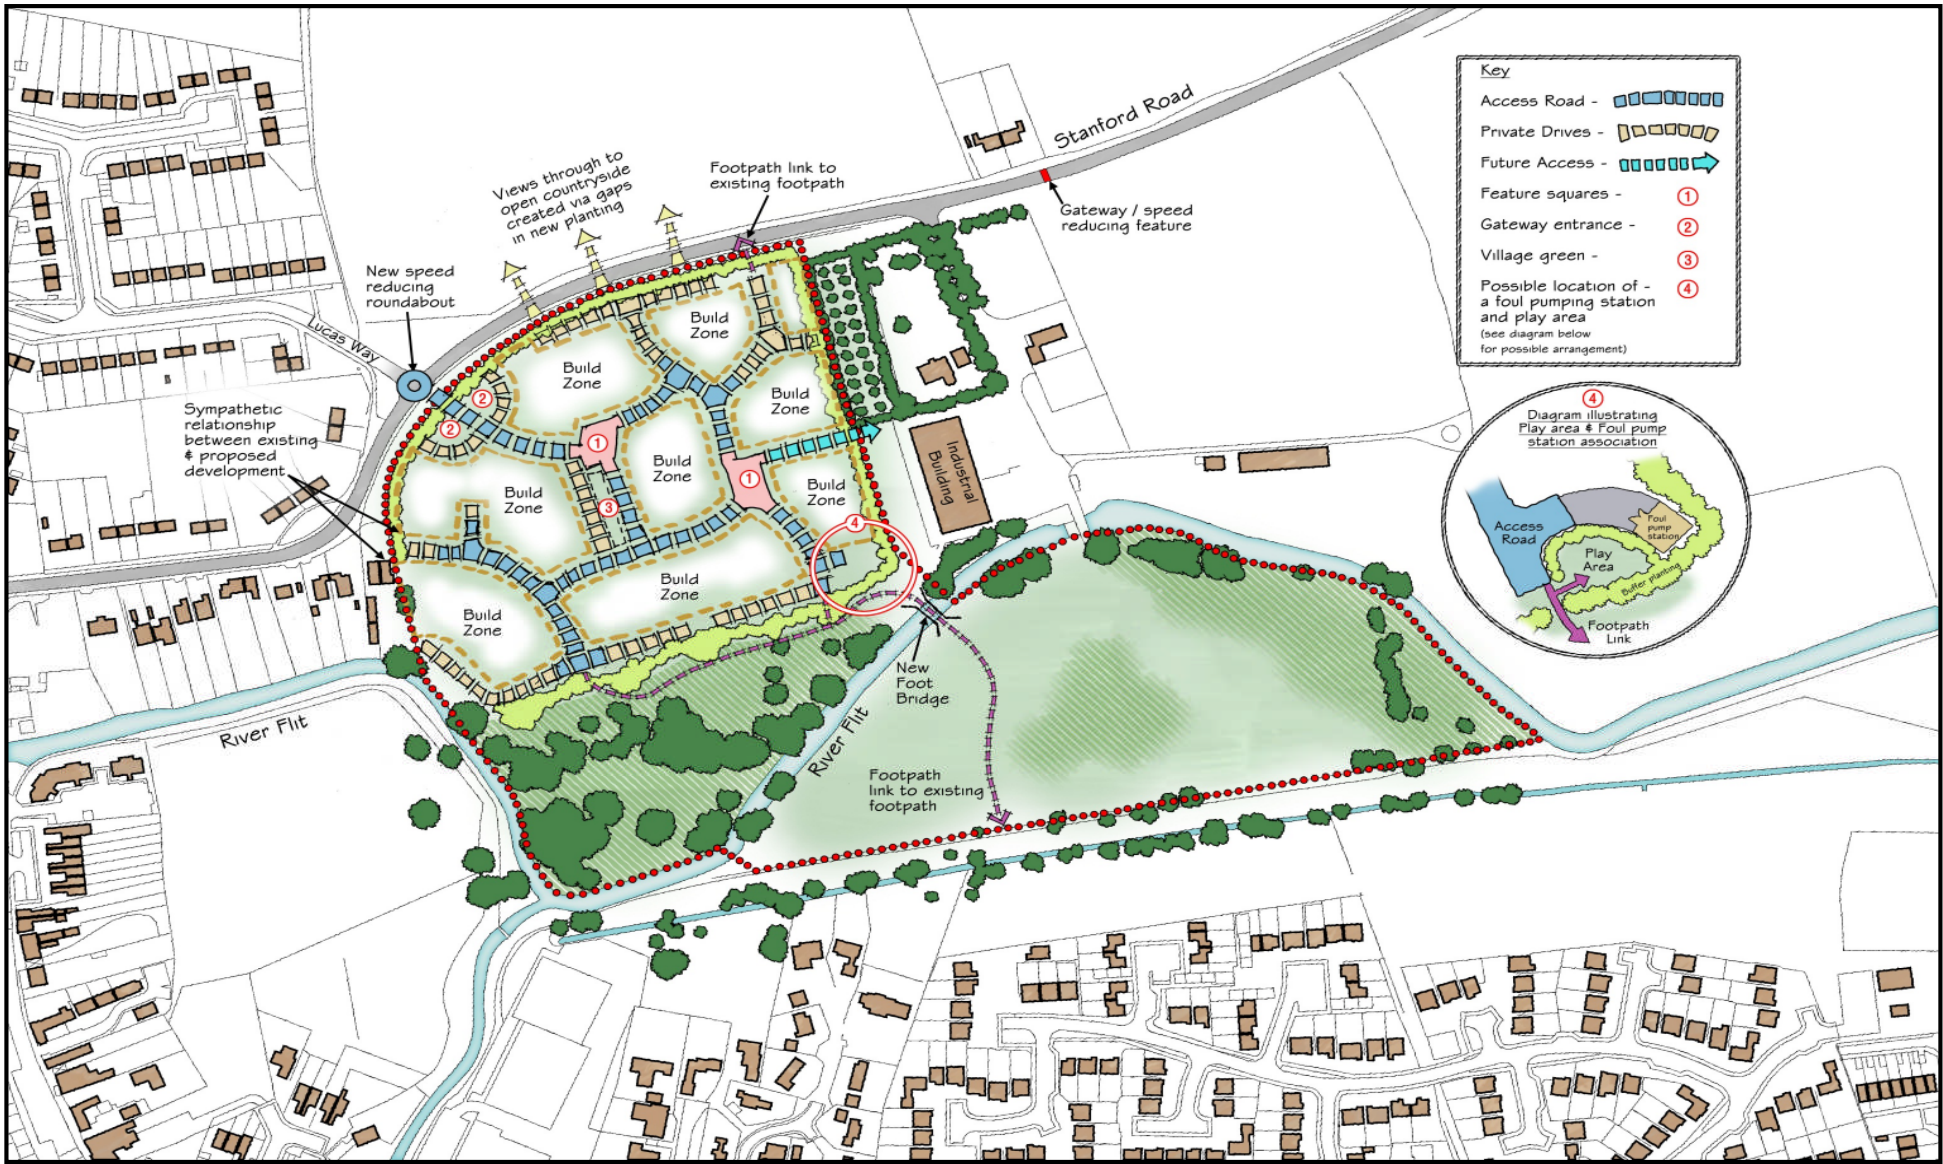 Stanford Road
Views through to
open countryside
created via gaps
in new planting
Footpath link to
existing footpath
Gateway / speed
reducing feature
New speed
reducing
roundabout
Lucas Way
Sympathetic
relationship
between existing
& proposed
development
Build
Zone
Build
Zone
Build
Zone
Build
Zone
Build
Zone
Build
Zone
Build
Zone
Build
Zone
2
2
1
1
3
4
Industrial
Building
New
Foot
Bridge
River Flit
River Flit
Footpath
link to existing
footpath
Key
Access Road -
Private Drives -
Future Access -
Feature squares - 1
Gateway entrance - 2
Village green - 3
Possible location of - 4
a foul pumping station
and play area
(see diagram below
for possible arrangement)
4
Diagram illustrating
Play area & Foul pump
station association
Access
Road
Foul
pump
station
Play
Area
Buffer planting
Footpath
Link